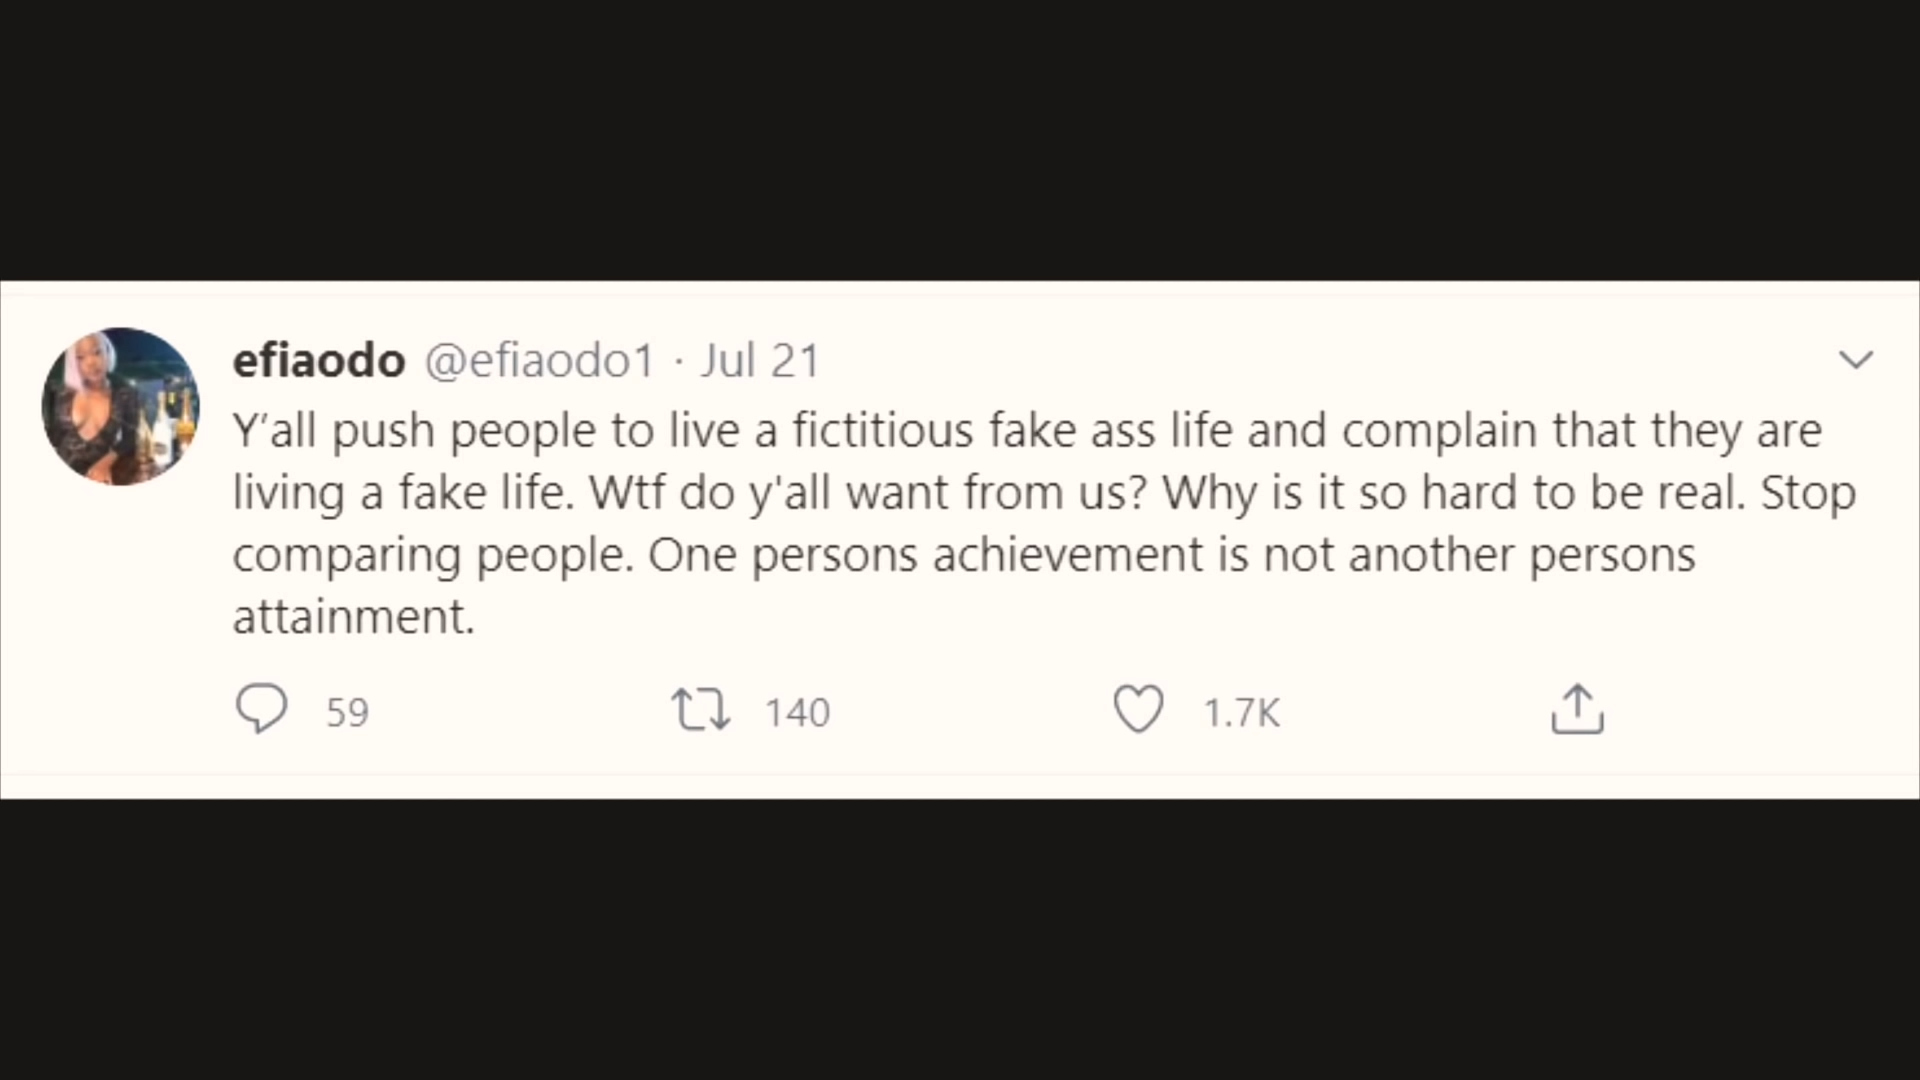 efiaodo @efiaodo1 · Jul 21
Y’all push people to live a fictitious fake ass life and complain that they are
living a fake life. Wtf do y'all want from us? Why is it so hard to be real. Stop
comparing people. One persons achievement is not another persons
attainment.
59 140 1.7K